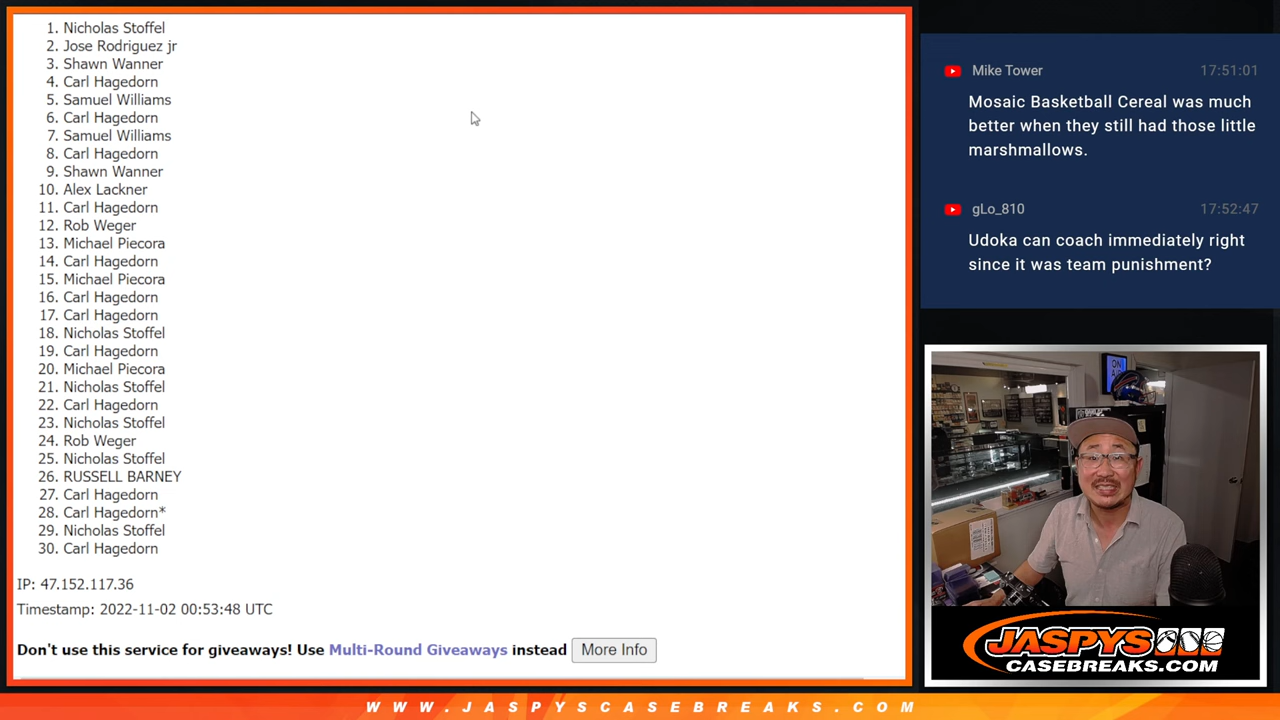 1. Nicholas Stoffel
2. Jose Rodriguez jr
3. Shawn Wanner
4. Carl Hagedorn
5. Samuel Williams
6. Carl Hagedorn
7. Samuel Williams
8. Carl Hagedorn
9. Shawn Wanner
10. Alex Lackner
11. Carl Hagedorn
12. Rob Weger
13. Michael Piecora
14. Carl Hagedorn
15. Michael Piecora
16. Carl Hagedorn
17. Carl Hagedorn
18. Nicholas Stoffel
19. Carl Hagedorn
20. Michael Piecora
21. Nicholas Stoffel
22. Carl Hagedorn
23. Nicholas Stoffel
24. Rob Weger
25. Nicholas Stoffel
26. RUSSELL BARNEY
27. Carl Hagedorn
28. Carl Hagedorn*
29. Nicholas Stoffel
30. Carl Hagedorn
IP: 47.152.117.36
Timestamp: 2022-11-02 00:53:48 UTC
Don't use this service for giveaways! Use Multi-Round Giveaways instead More Info
Mike Tower 17:51:01
Mosaic Basketball Cereal was much
better when they still had those little
marshmallows.
gLo_810 17:52:47
Udoka can coach immediately right
since it was team punishment?
ON
JASPYS
CASEBREAKS.COM
WWW.JASPYSCASEBREAKS.COM